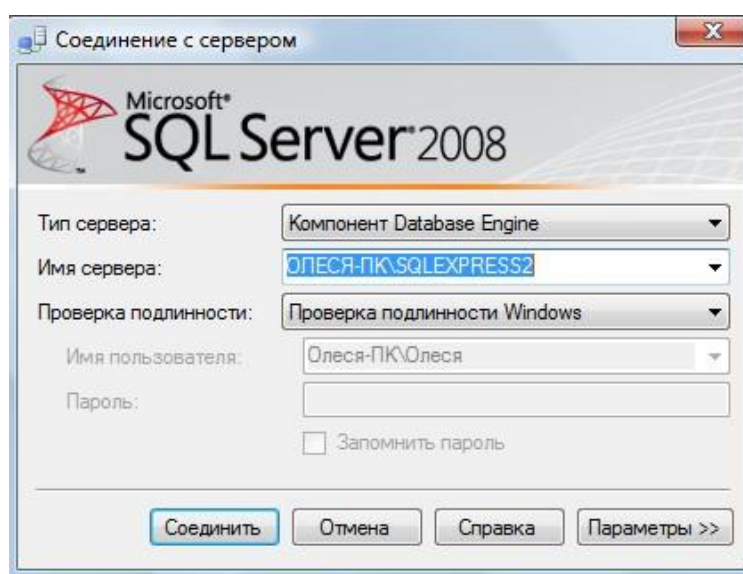 Соединение с сервером
Microsoft®
SQL Server® 2008
Тип сервера: Компонент Database Engine
Имя сервера: ОЛЕСЯ-ПК\SQLEXPRESS2
Проверка подлинности: Проверка подлинности Windows
Имя пользователя: Олеся-ПК\Олеся
Пароль:
Запомнить пароль
Соединить Отмена Справка Параметры >>